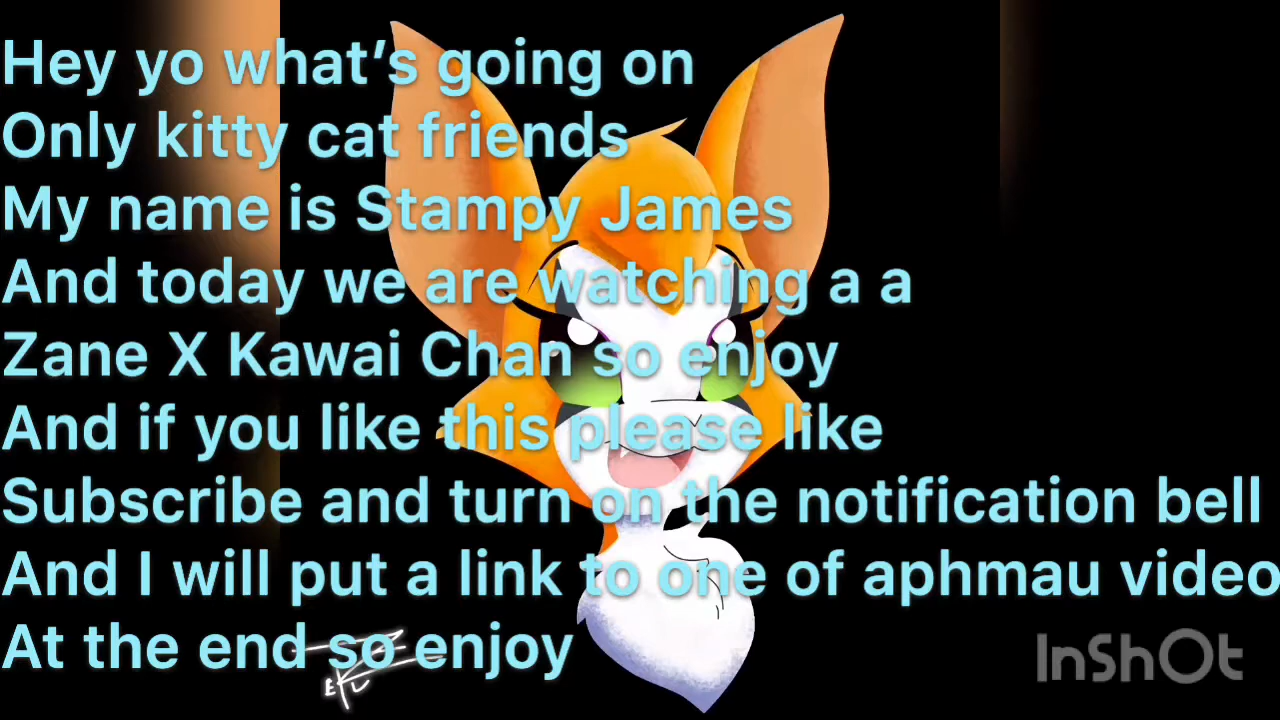 Hey yo what’s going on
Only kitty cat friends
My name is Stampy James
And today we are watching a a
Zane X Kawai Chan so enjoy
And if you like this please like
Subscribe and turn on the notification bell
And I will put a link to one of aphmau video
At the end so enjoy
InShOt